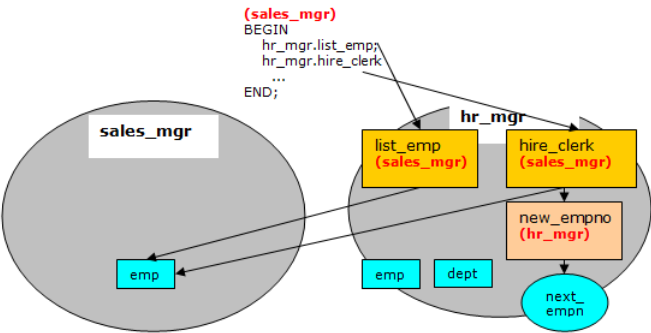 (sales_mgr)
BEGIN
hr_mgr.list_emp;
hr_mgr.hire_clerk
...
END;
sales_mgr
hr_mgr
list_emp
(sales_mgr)
hire_clerk
(sales_mgr)
new_empno
(hr_mgr)
emp
emp
dept
next_
empn